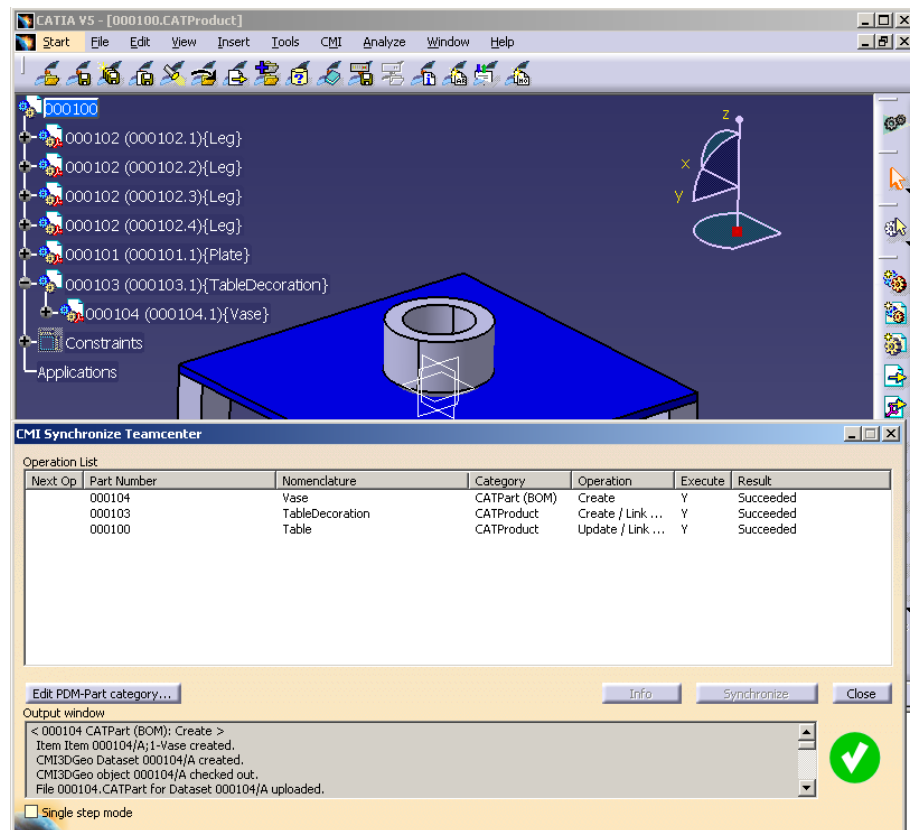 CATIA V5 - [000100.CATProduct]
Start File Edit View Insert Tools CMI Analyze Window Help
000100
000102 (000102.1){Leg}
000102 (000102.2){Leg}
000102 (000102.3){Leg}
000102 (000102.4){Leg}
000101 (000101.1){Plate}
000103 (000103.1){TableDecoration}
000104 (000104.1){Vase}
Constraints
Applications
z
x
y
CMI Synchronize Teamcenter
Operation List
Next Op Part Number Nomenclature Category Operation Execute Result
000104 Vase CATPart (BOM) Create Y Succeeded
000103 TableDecoration CATProduct Create / Link ... Y Succeeded
000100 Table CATProduct Update / Link ... Y Succeeded
Edit PDM-Part category... Info Synchronize Close
Output window
< 000104 CATPart (BOM): Create >
Item Item 000104/A;1-Vase created.
CMI3DGeo Dataset 000104/A created.
CMI3DGeo object 000104/A checked out.
File 000104.CATPart for Dataset 000104/A uploaded.
Single step mode